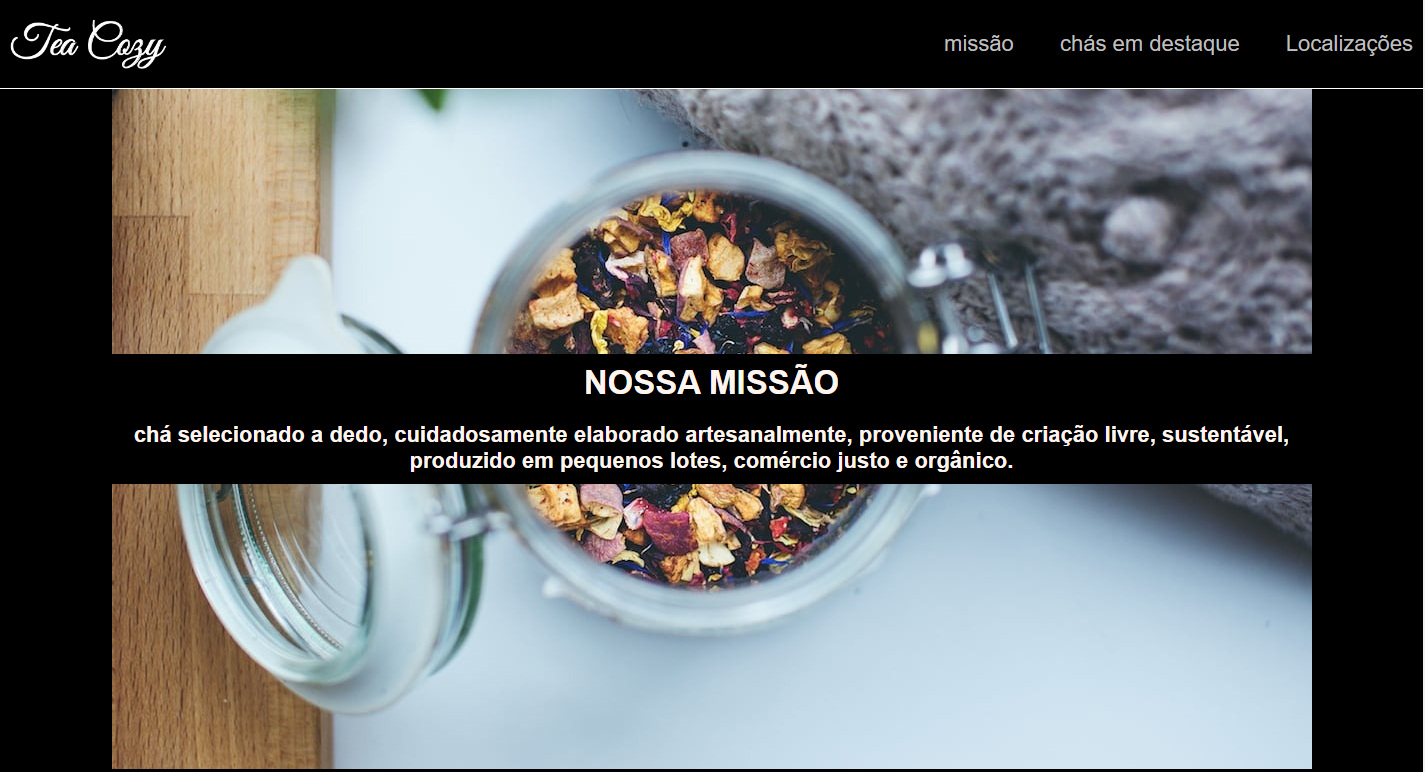 Tea Cozy
missão
chás em destaque
Localizações
NOSSA MISSÃO
chá selecionado a dedo, cuidadosamente elaborado artesanalmente, proveniente de criação livre, sustentável,
produzido em pequenos lotes, comércio justo e orgânico.